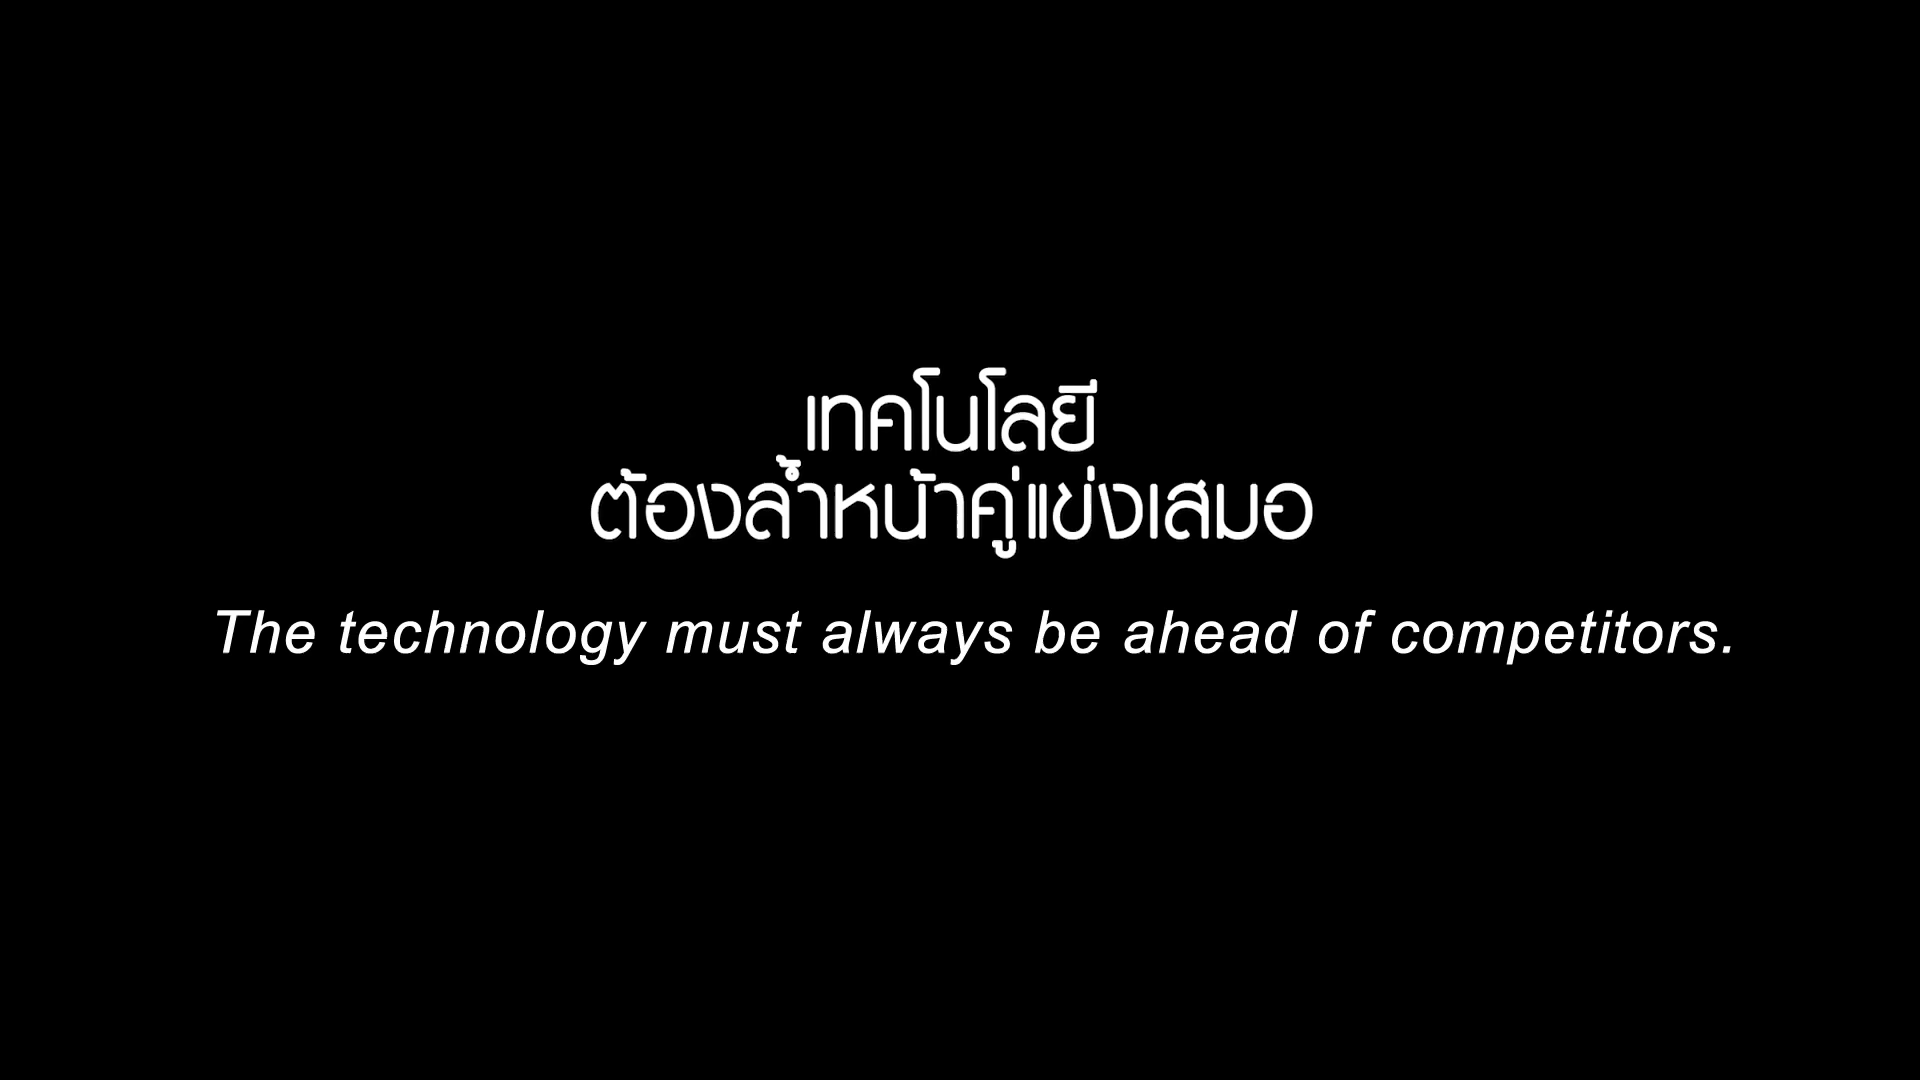 เทคโนโลยี
ต้องล้ำหน้าคู่แข่งเสมอ
The technology must always be ahead of competitors.